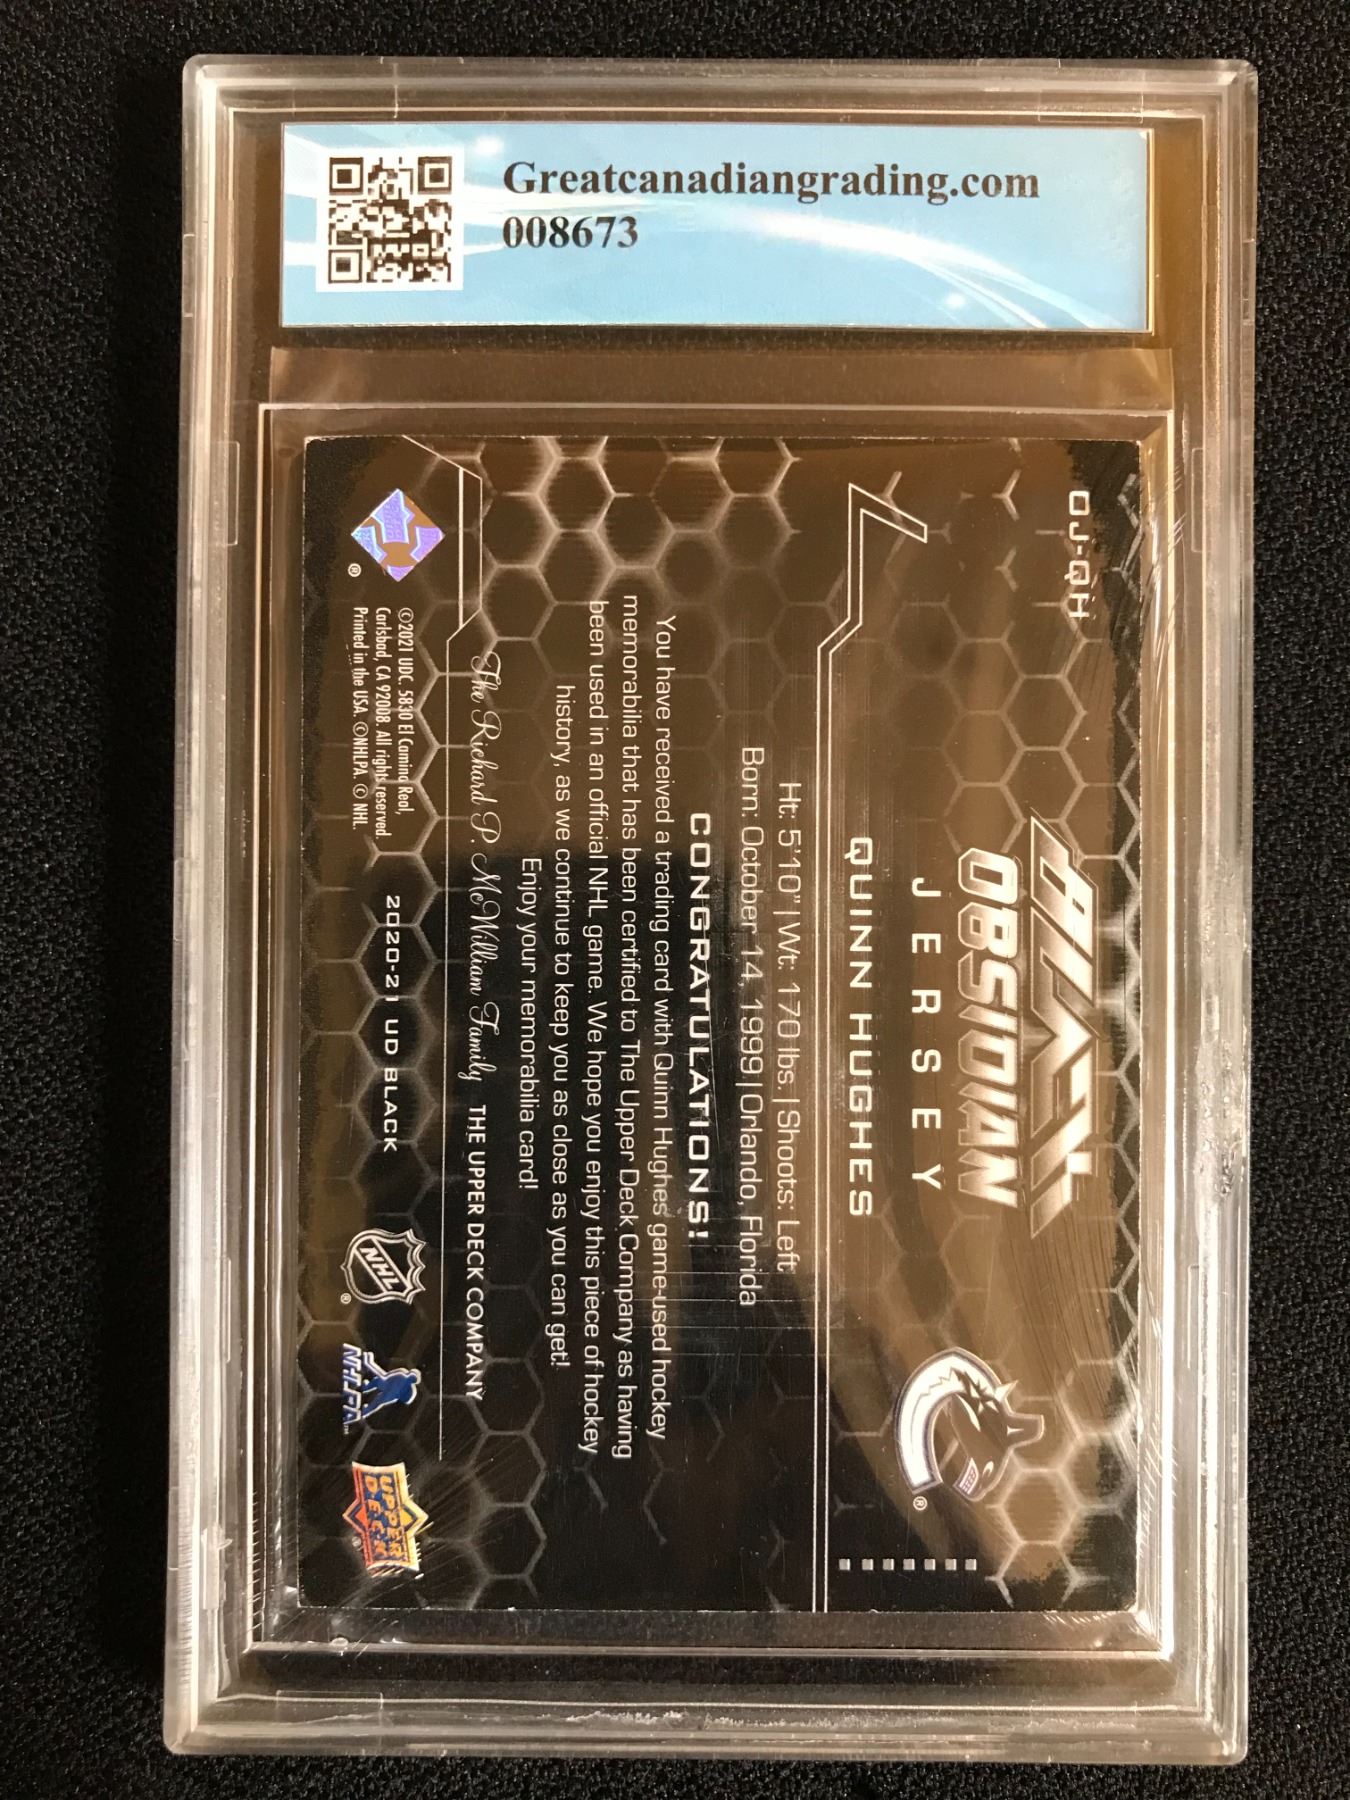 Greatcanadiangrading.com
008673
OJ-QH
BLACK
OBSIDIAN
JERSEY
QUINN HUGHES
Ht: 5'10" | Wt: 170 lbs. | Shoots: Left
Born: October 14, 1999 | Orlando, Florida
CONGRATULATIONS!
You have received a trading card with Quinn Hughes game-used hockey
memorabilia that has been certified to The Upper Deck Company as having
been used in an official NHL game. We hope you enjoy this piece of hockey
history, as we continue to keep you as close as you can get!
Enjoy your memorabilia card!
The Richard P. McWilliam Family THE UPPER DECK COMPANY
®
©2021 UDC. 5830 El Camino Real,
Carlsbad, CA 92008. All rights reserved.
Printed in the USA. ©NHLPA. © NHL.
2020-21 UD BLACK
NHL
®
NHLPA
UPPER
DECK
®